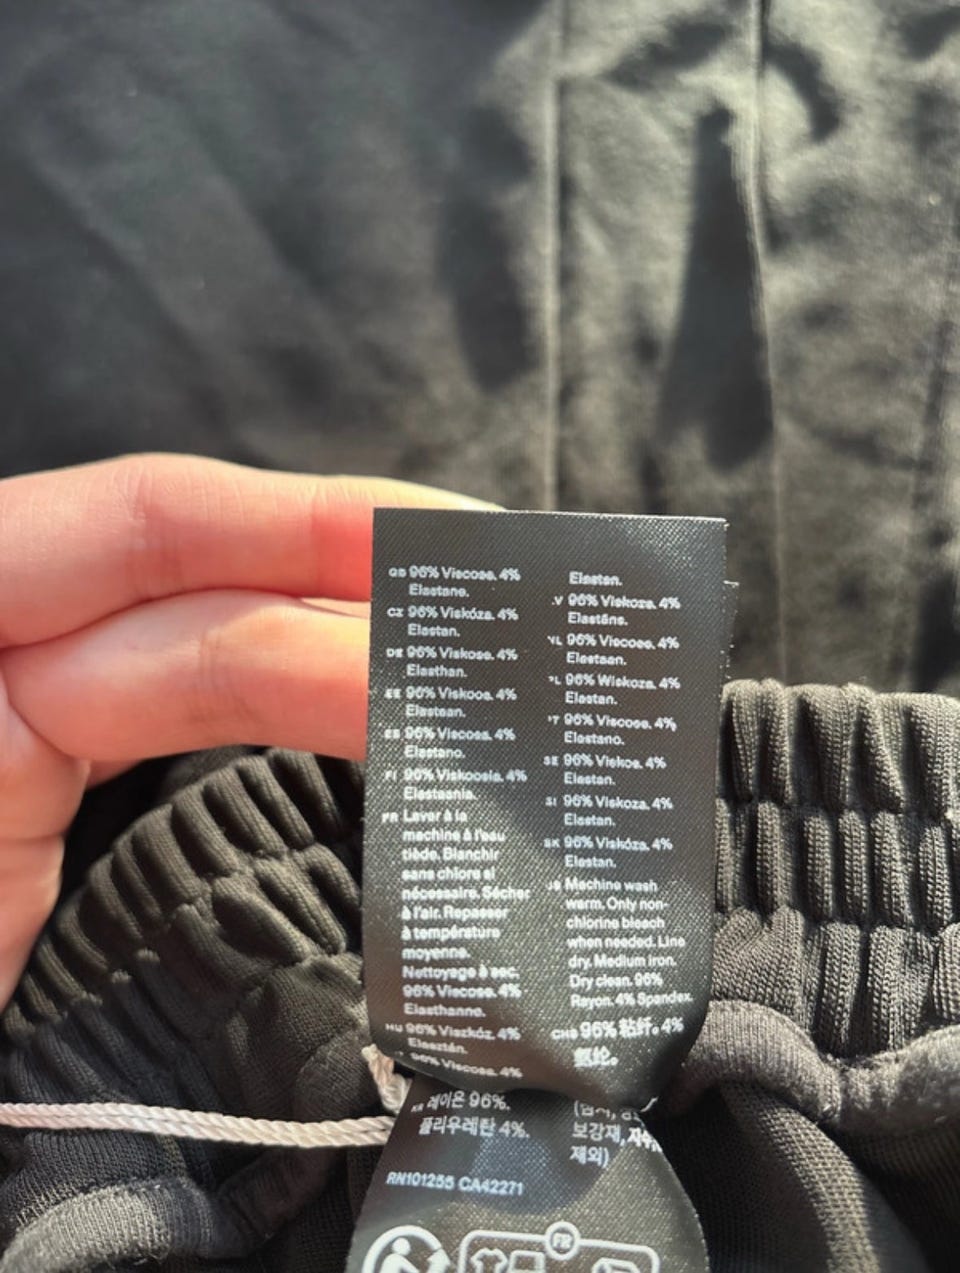 GB 96% Viscose. 4%
Elastane.
CZ 96% Viskóza. 4%
Elastan.
DE 96% Viskose. 4%
Elasthan.
EE 96% Viskoos. 4%
Elastaan.
ES 96% Viscosa. 4%
Elastano.
FI 96% Viskoosia. 4%
Elastaania.
FR Laver à la
machine à l'eau
tiède. Blanchir
sans chlore si
nécessaire. Sécher
à l'air. Repasser
à température
moyenne.
Nettoyage à sec.
96% Viscose. 4%
Elasthanne.
HU 96% Viszkóz. 4%
Elasztán.
96% Viscosa. 4%
Elastan.
LV 96% Viskoze. 4%
Elastāns.
NL 96% Viscose. 4%
Elastaan.
PL 96% Wiskoza. 4%
Elastan.
PT 96% Viscose. 4%
Elastano.
SE 96% Viskos. 4%
Elastan.
SI 96% Viskoza. 4%
Elastan.
SK 96% Viskóza. 4%
Elastan.
US Machine wash
warm. Only non-
chlorine bleach
when needed. Line
dry. Medium iron.
Dry clean. 96%
Rayon. 4% Spandex.
CHS 96% 粘纤。4%
氨纶。
KR 레이온 96%.
폴리우레탄 4%.
보강재, 자수
제외)
RN101255 CA42271
FR